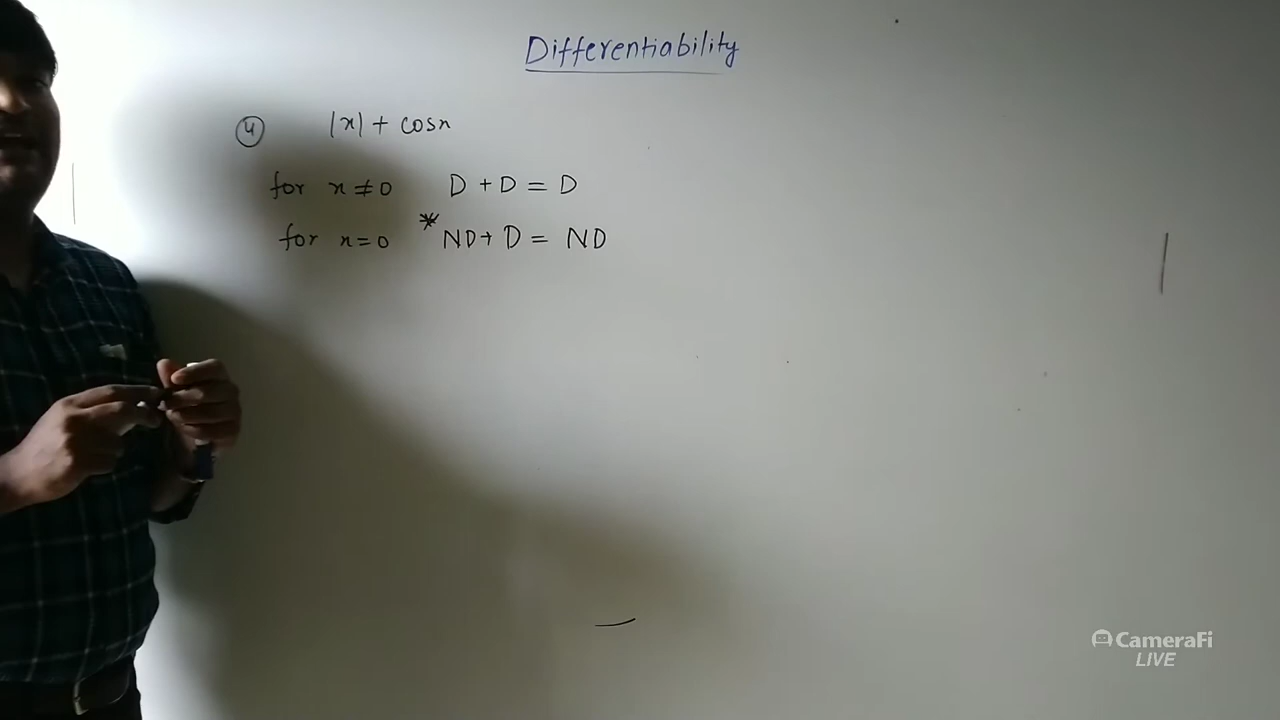 Differentiability
④ |x| + cosx
for x ≠ 0 D + D = D
for x = 0 * ND + D = ND
CameraFi
LIVE